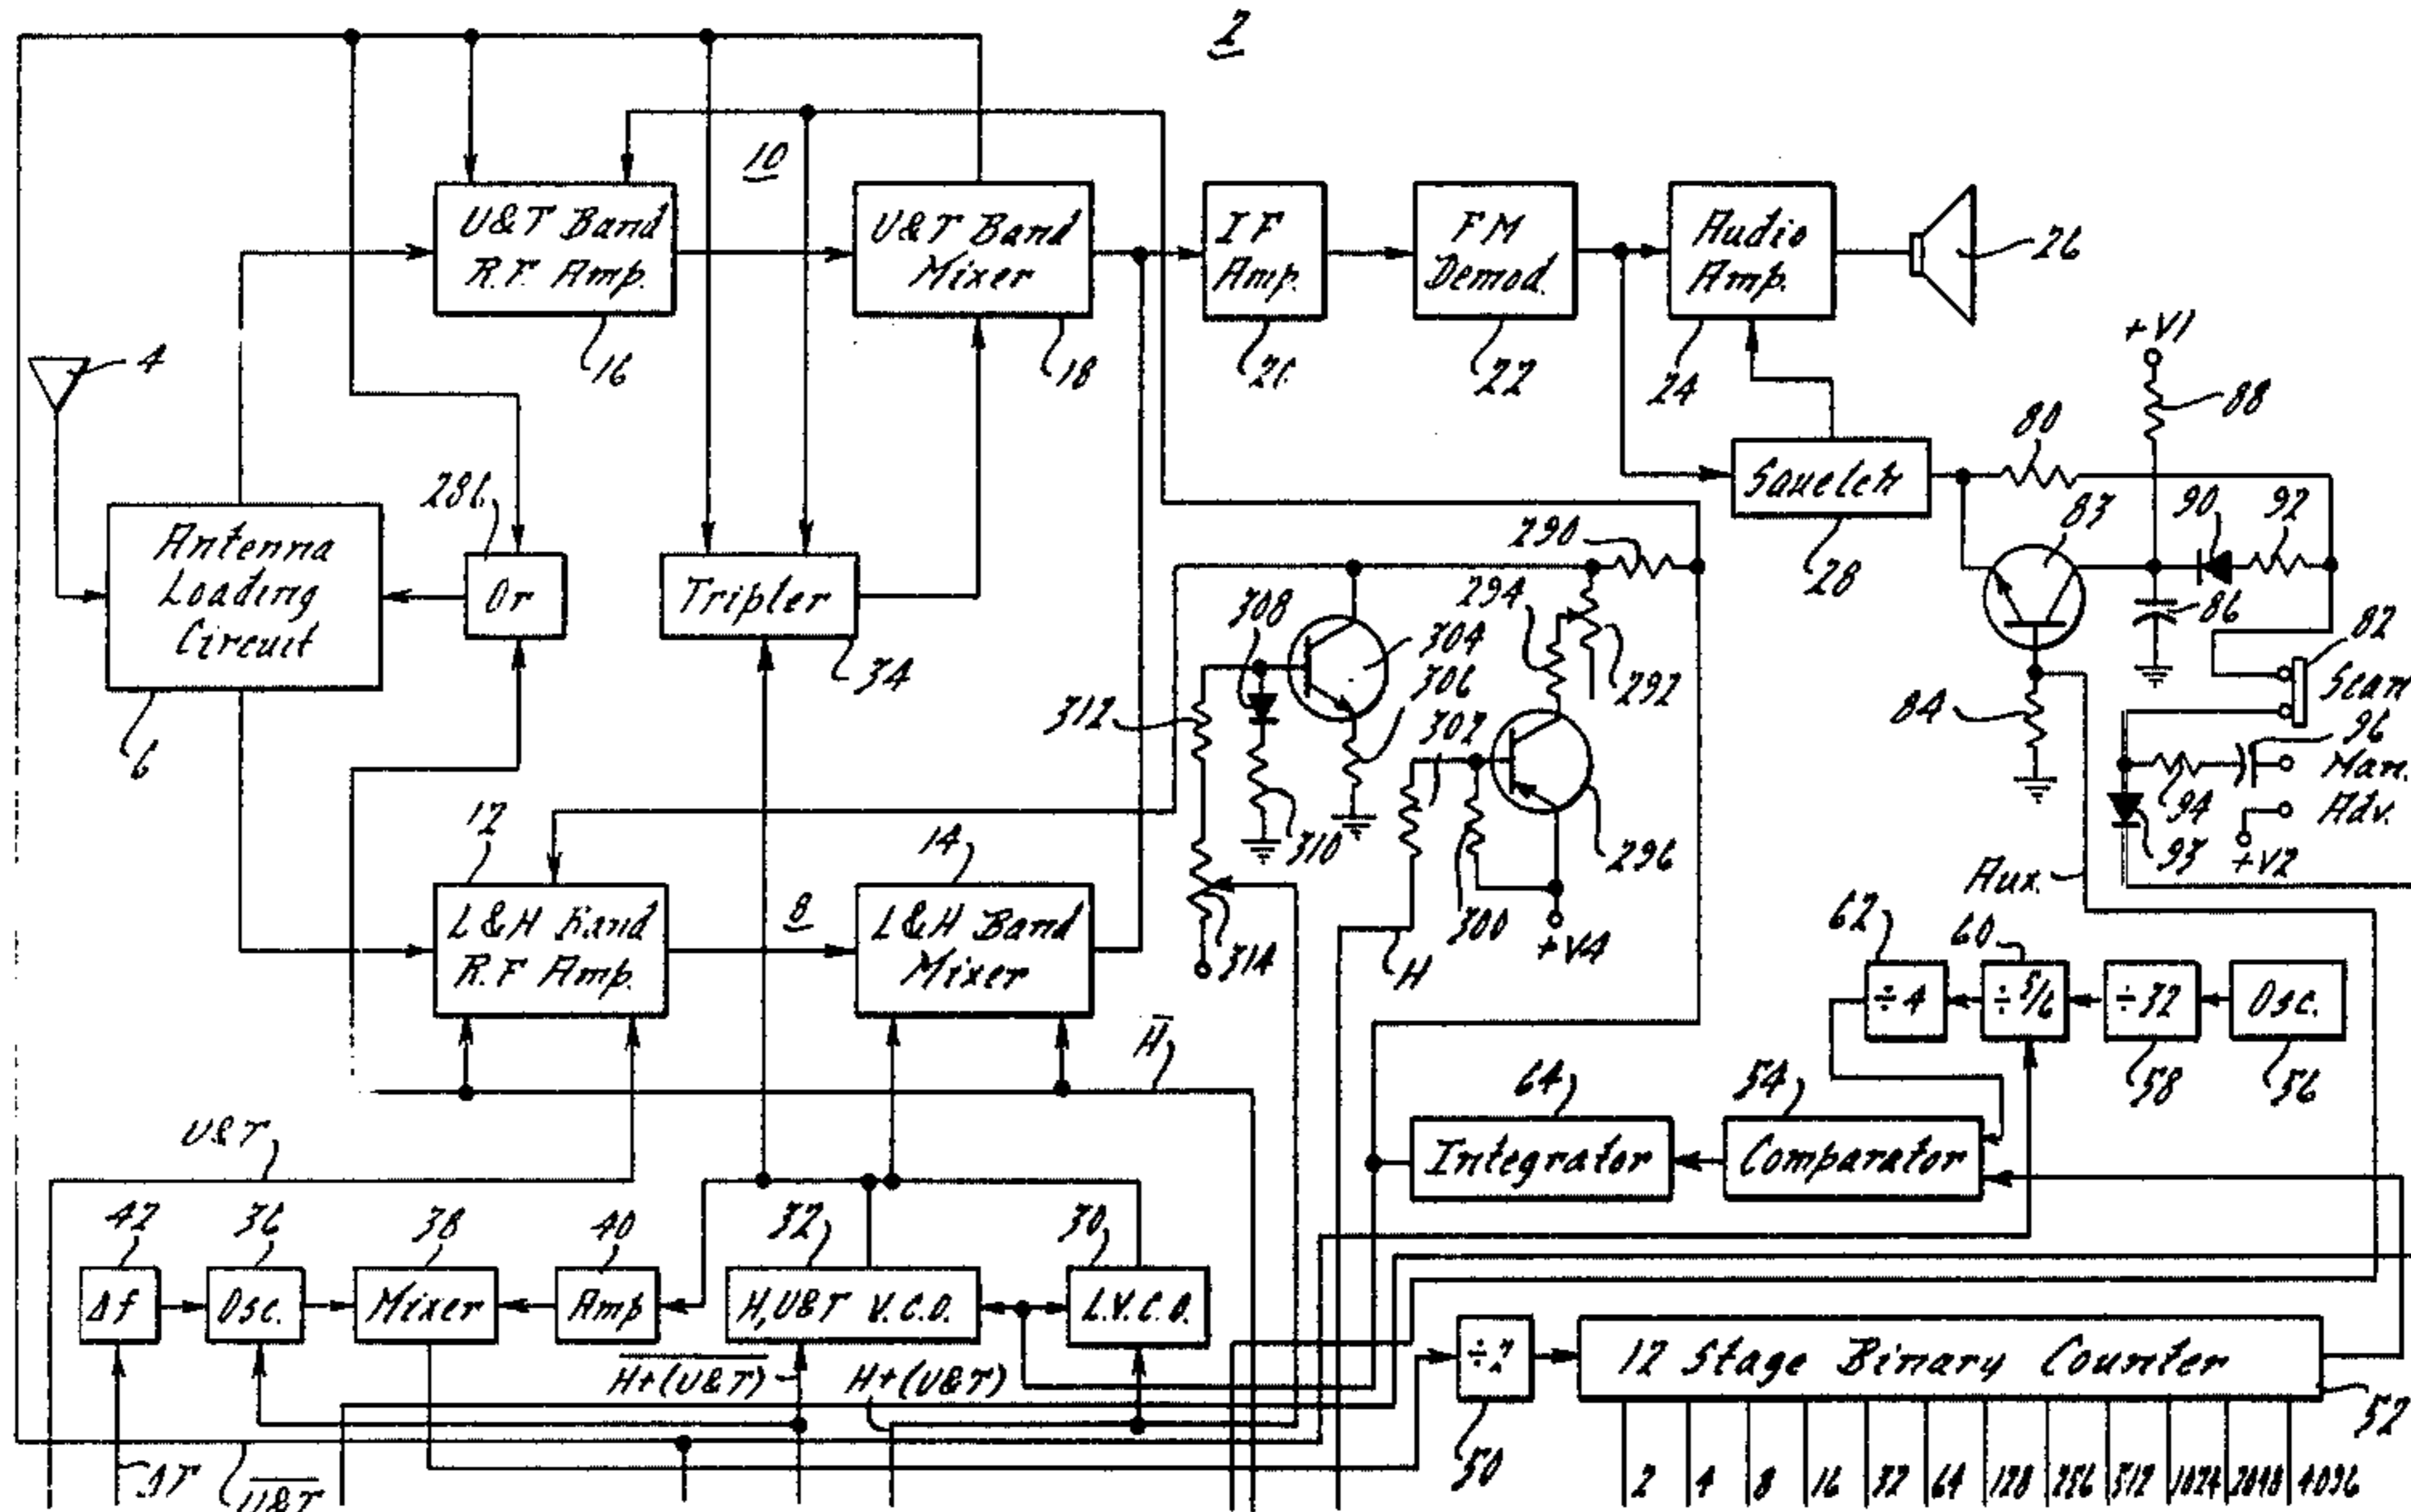 2
10
U&T Band
R.F. Amp.
16
U&T Band
Mixer
18
IF
Amp.
FM
Demod.
22
Audio
Amp.
24
26
4
+V1
88
80
Squelch
28
83
90
92
86
82
Scan
Man.
Adv.
96
94
93
+V2
84
Aux.
Antenna
Loading
Circuit
6
Or
Tripler
34
290
294
292
308
304
306
312
310
302
296
300
+V4
314
H
12
L&H Band
R.F Amp.
8
14
L&H Band
Mixer
H̅
62
60
÷4
÷5/6
÷32
Osc.
58
56
64
Integrator
54
Comparator
U&T
42
Δf
36
Osc.
38
Mixer
40
Amp
32
H,U&T V.C.O.
30
L.V.C.O.
H+(U&T)
H+(U&T)
÷2
50
12 Stage Binary Counter
52
ΔT
U&T
2 4 8 16 32 64 128 256 512 1024 2048 4096